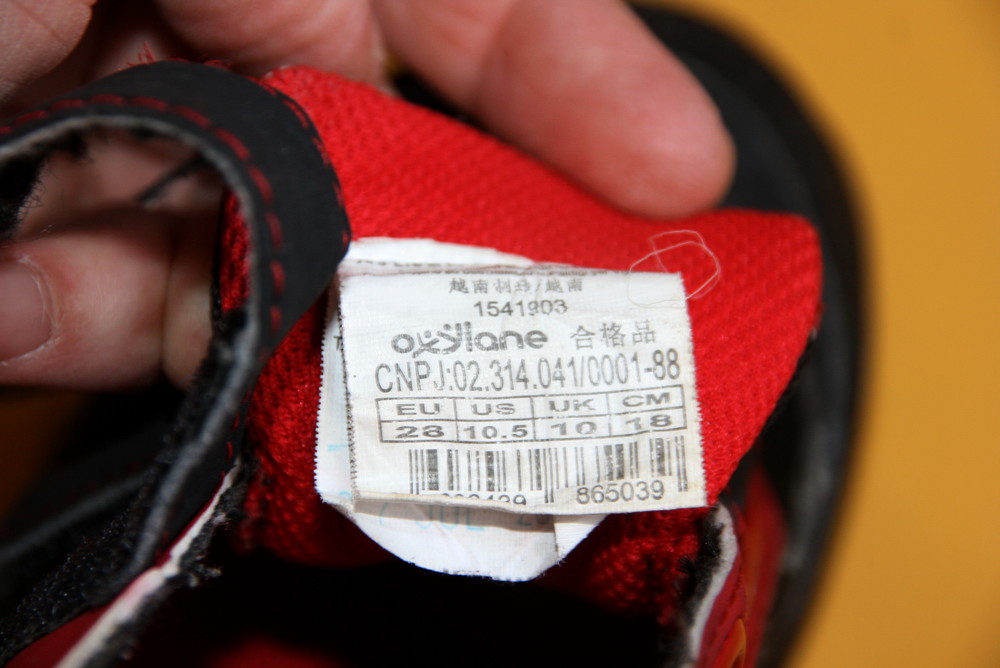 越南制造/越南
1541903
oxylane 合格品
CNPJ:02.314.041/0001-88
EU US UK CM
28 10.5 10 18
865039